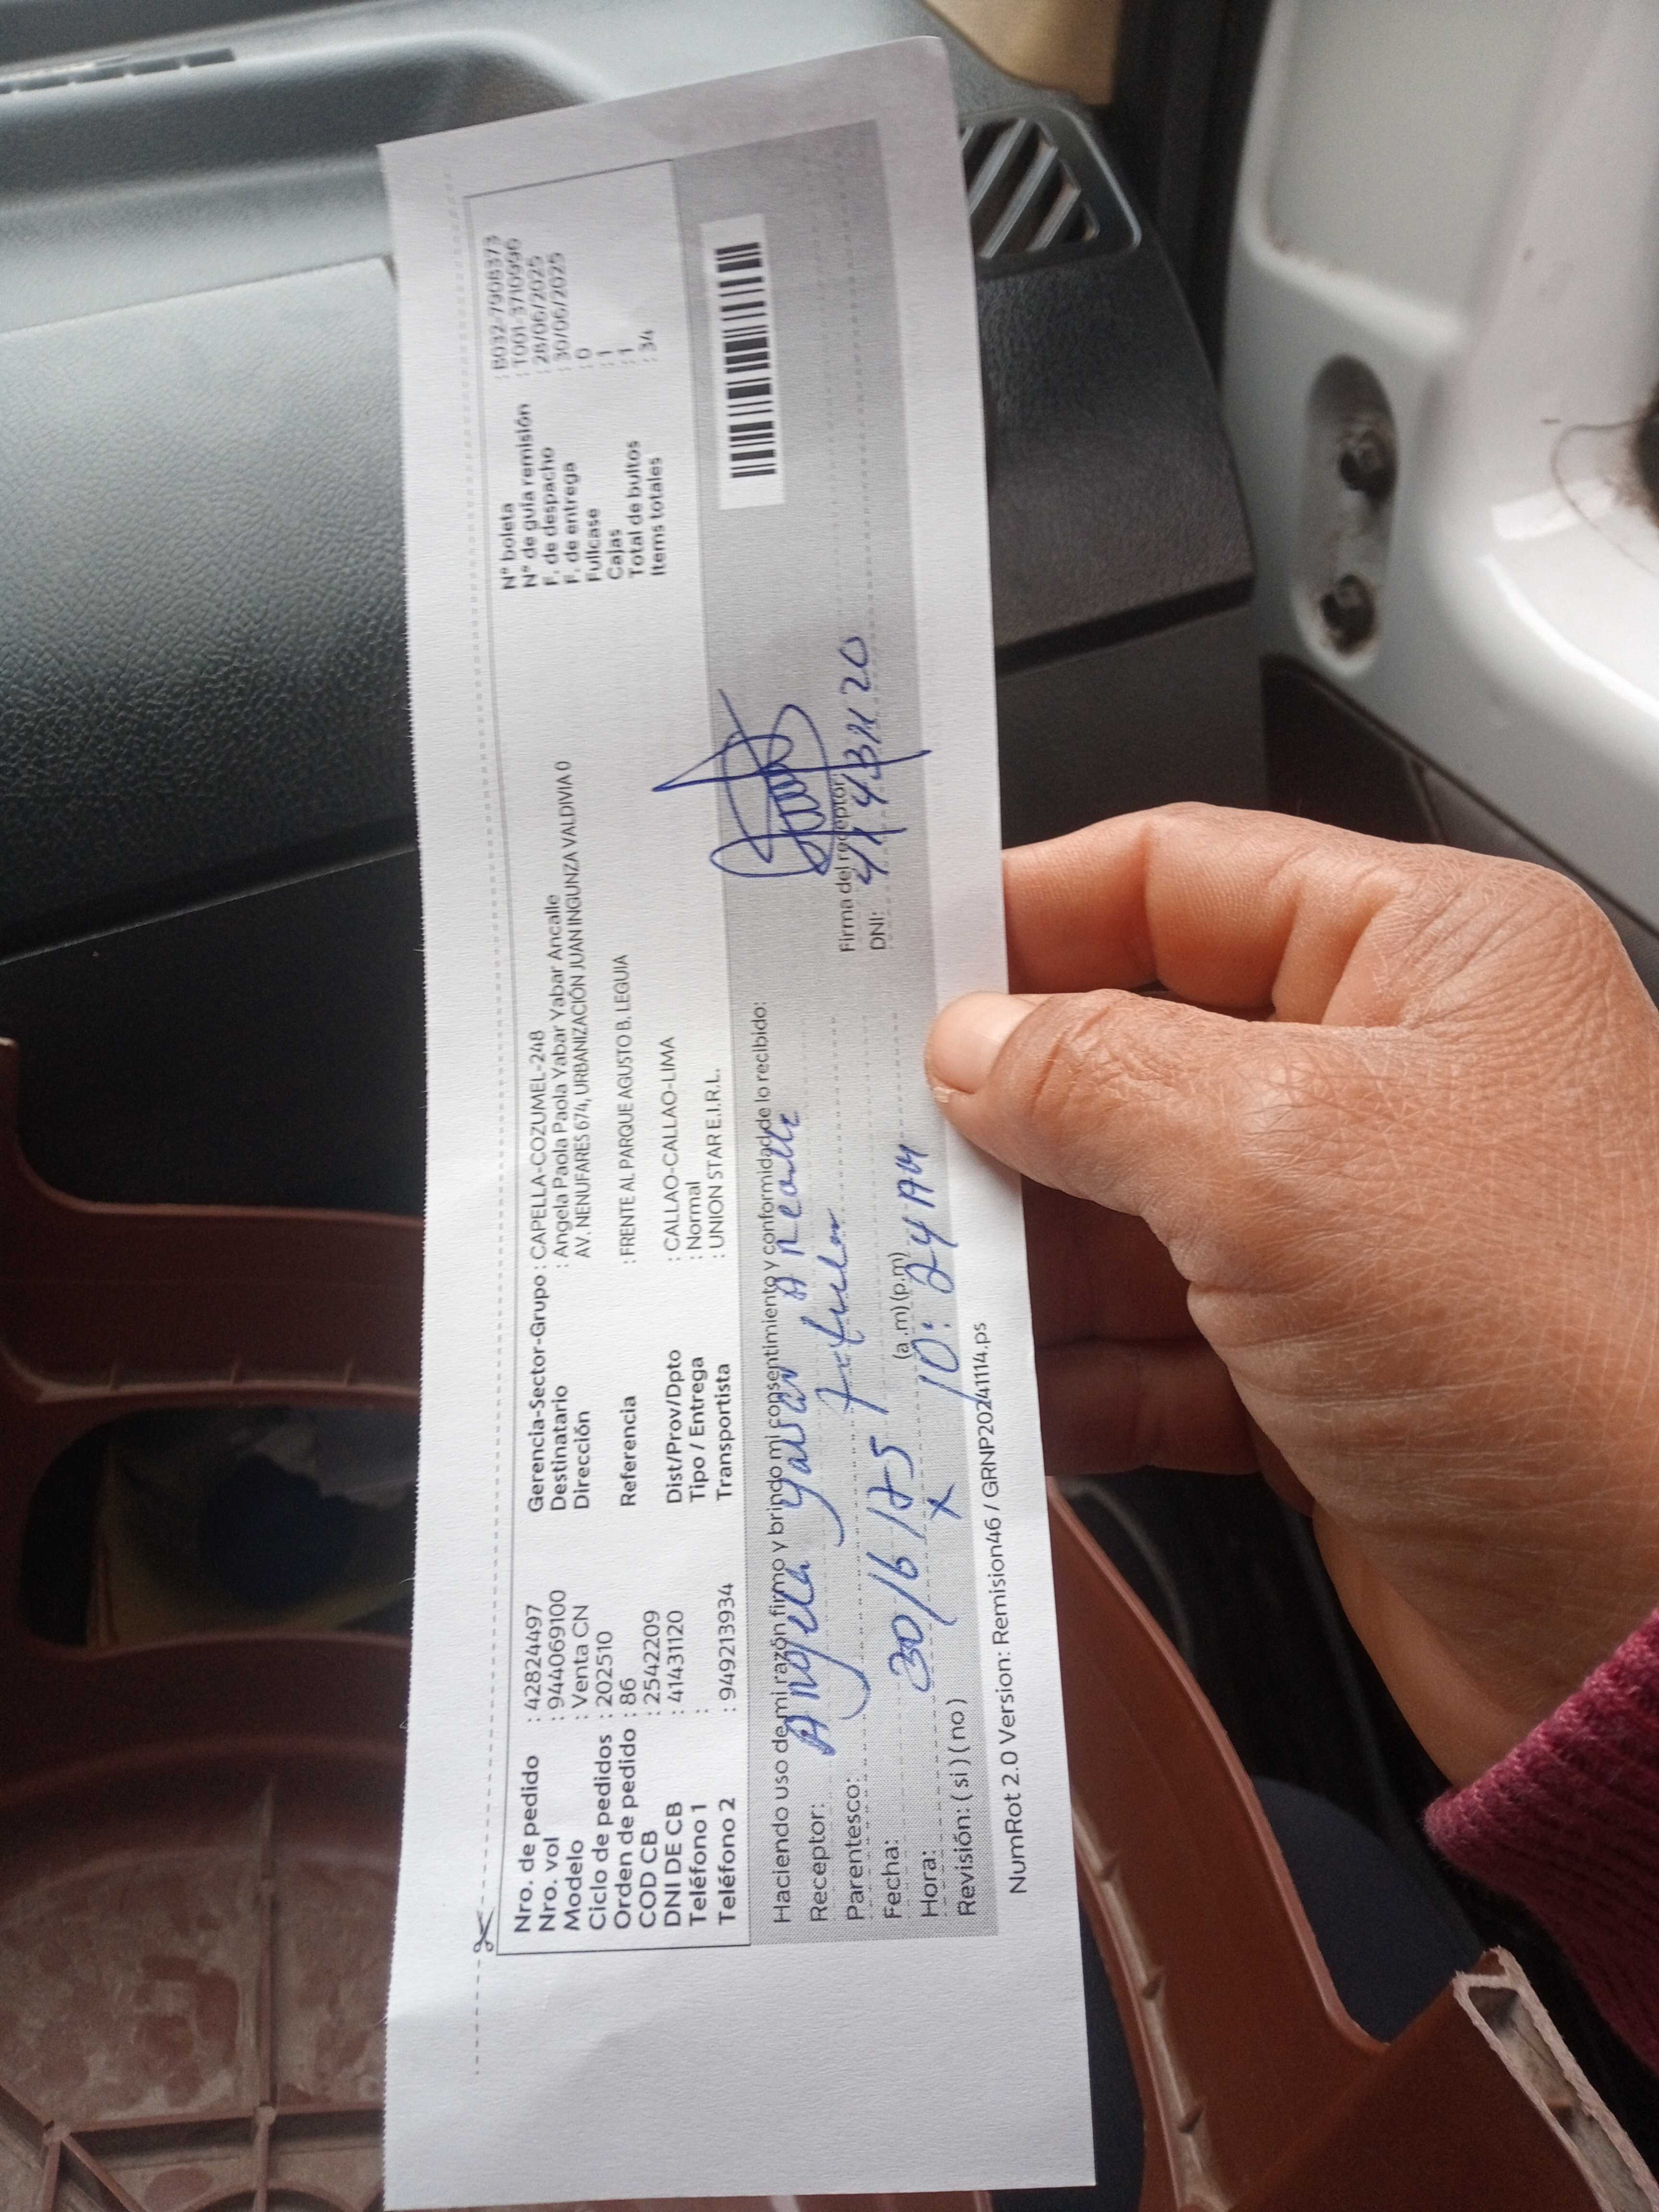 Nro. de pedido : 42824497
Nro. vol : 944069100
Modelo : Venta CN
Ciclo de pedidos : 202510
Orden de pedido : 86
COD CB : 2542209
DNI DE CB : 41431120
Teléfono 1 :
Teléfono 2 : 949213934
Gerencia-Sector-Grupo : CAPELLA-COZUMEL-248
Destinatario : Angela Paola Paola Yabar Yabar Ancalle
Dirección AV. NENUFARES 674, URBANIZACIÓN JUAN INGUNZA VALDIVIA 0
Referencia : FRENTE AL PARQUE AGUSTO B. LEGUIA
Dist/Prov/Dpto : CALLAO-CALLAO-LIMA
Tipo / Entrega : Normal
Transportista : UNION STAR E.I.R.L.
N° boleta : B032-7908373
N° de guía remisión : T001-3710996
F. de despacho : 28/06/2025
F. de entrega : 30/06/2025
Fullcase : 0
Cajas : 1
Total de bultos : 1
Items totales : 34
Haciendo uso de mi razón firmo y brindo mi consentimiento y conformidad de lo recibido:
Receptor: Angela Yabar
Parentesco:
Fecha: 30/6/25
Hora: (a.m) (p.m) 10:24 AM
Revisión: ( si ) ( no ) x
Firma del receptor:
DNI: 41431120
NumRot 2.0 Version: Remision46 / GRNP20241114.ps